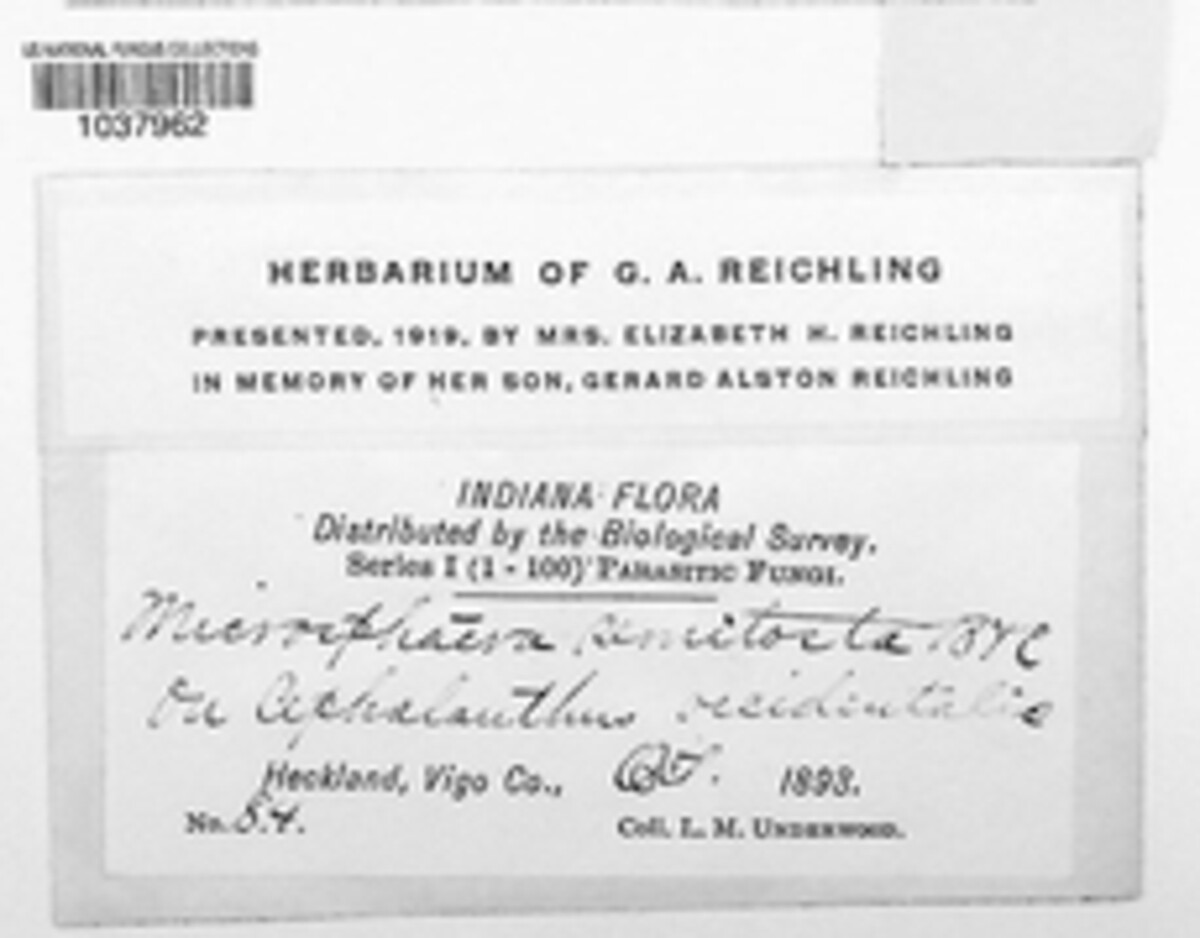 US NATIONAL FUNGUS COLLECTIONS
1037962
HERBARIUM OF G. A. REICHLING
PRESENTED, 1919, BY MRS. ELIZABETH H. REICHLING
IN MEMORY OF HER SON, GERARD ALSTON REICHLING
INDIANA FLORA
Distributed by the Biological Survey.
Series I (1 - 100) PARASITIC FUNGI.
Microsphaera semitosta B & C
On Cephalanthus occidentalis
Heckland, Vigo Co., Oct. 1893.
No. 54.
Coll. L. M. UNDERWOOD.